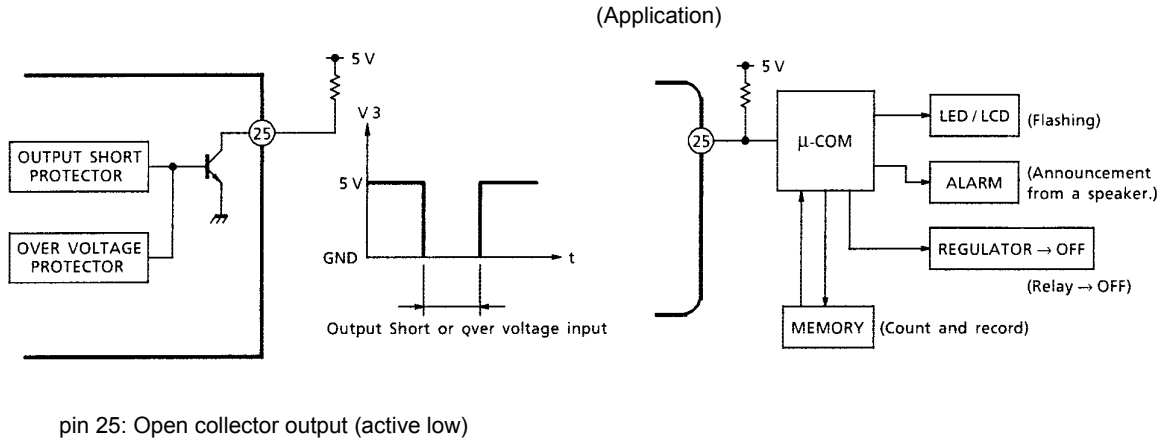 (Application)
5 V
25
OUTPUT SHORT
PROTECTOR
OVER VOLTAGE
PROTECTOR
V 3
5 V
GND
t
Output Short or over voltage input
5 V
25
μ-COM
LED / LCD
(Flashing)
ALARM
(Announcement
from a speaker.)
REGULATOR → OFF
(Relay → OFF)
MEMORY
(Count and record)
pin 25: Open collector output (active low)